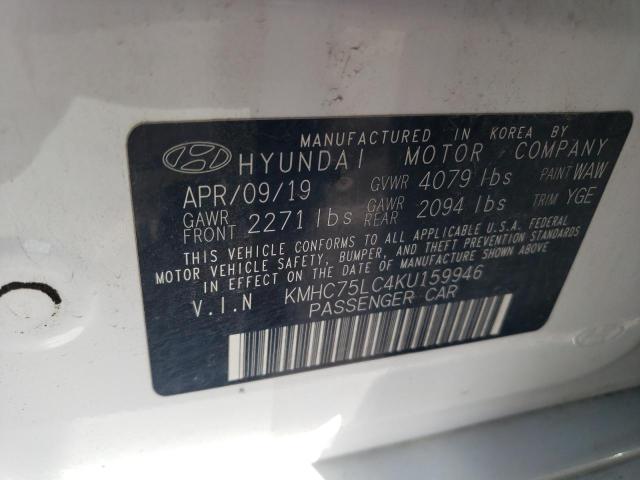 MANUFACTURED IN KOREA BY
HYUNDAI MOTOR COMPANY
APR/09/19 GVWR 4079 lbs PAINT WAW
GAWR FRONT 2271 lbs GAWR REAR 2094 lbs TRIM YGE
THIS VEHICLE CONFORMS TO ALL APPLICABLE U.S.A. FEDERAL
MOTOR VEHICLE SAFETY, BUMPER, AND THEFT PREVENTION STANDARDS
IN EFFECT ON THE DATE OF MANUFACTURE SHOWN ABOVE
V.I.N KMHC75LC4KU159946
PASSENGER CAR